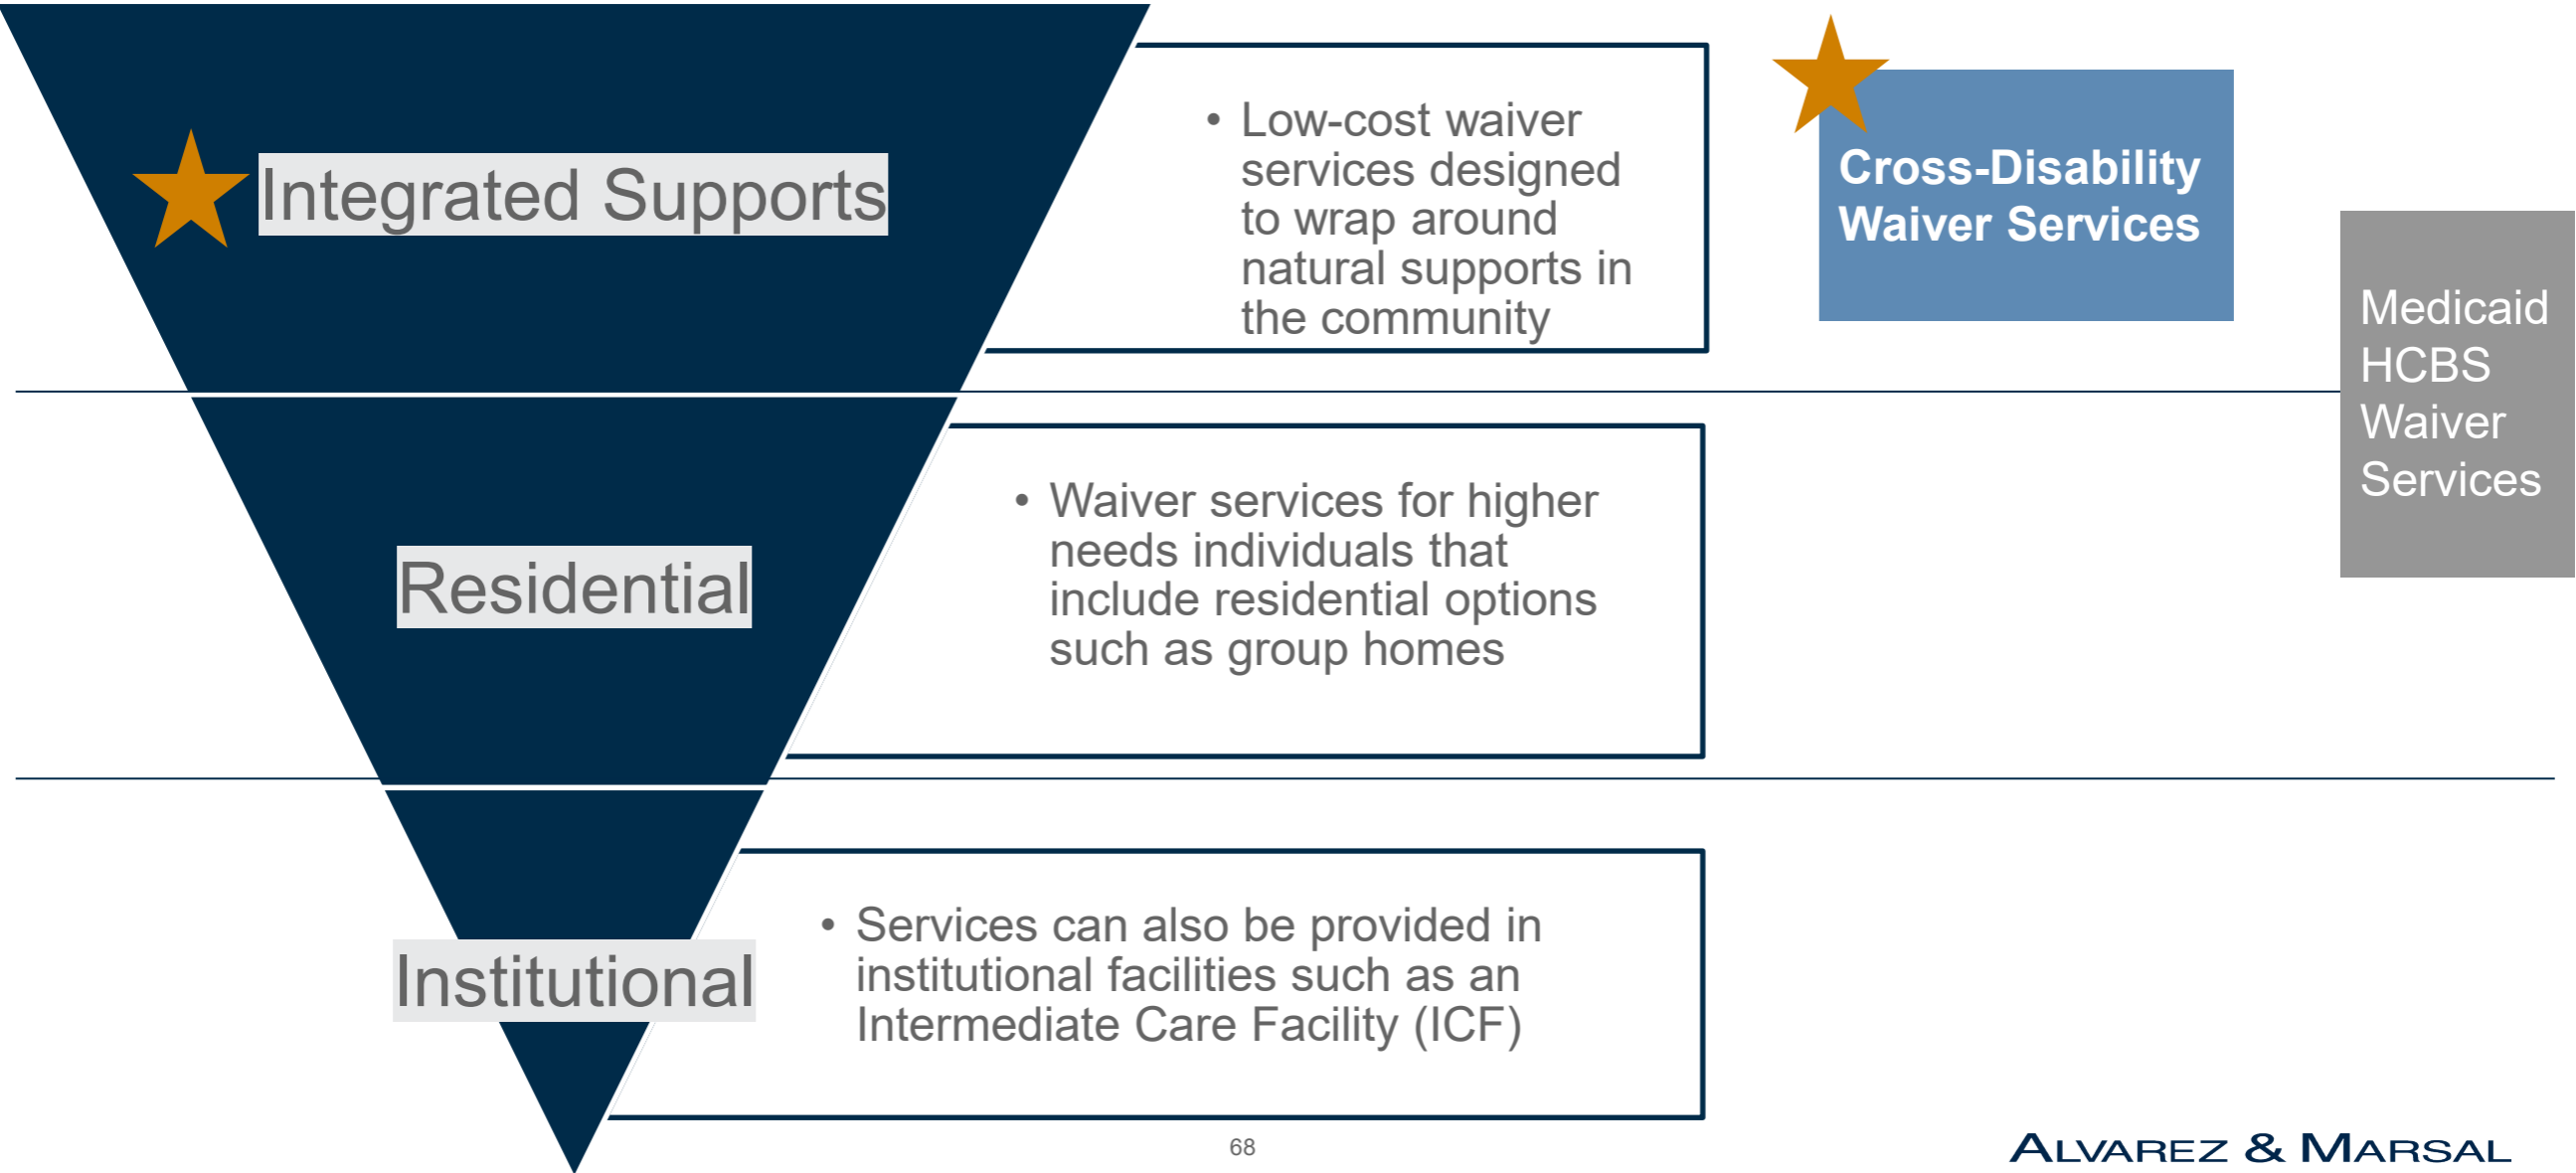 Integrated Supports
• Low-cost waiver
services designed
to wrap around
natural supports in
the community
Cross-Disability
Waiver Services
Medicaid
HCBS
Waiver
Services
Residential
• Waiver services for higher
needs individuals that
include residential options
such as group homes
Institutional
• Services can also be provided in
institutional facilities such as an
Intermediate Care Facility (ICF)
68
ALVAREZ & MARSAL